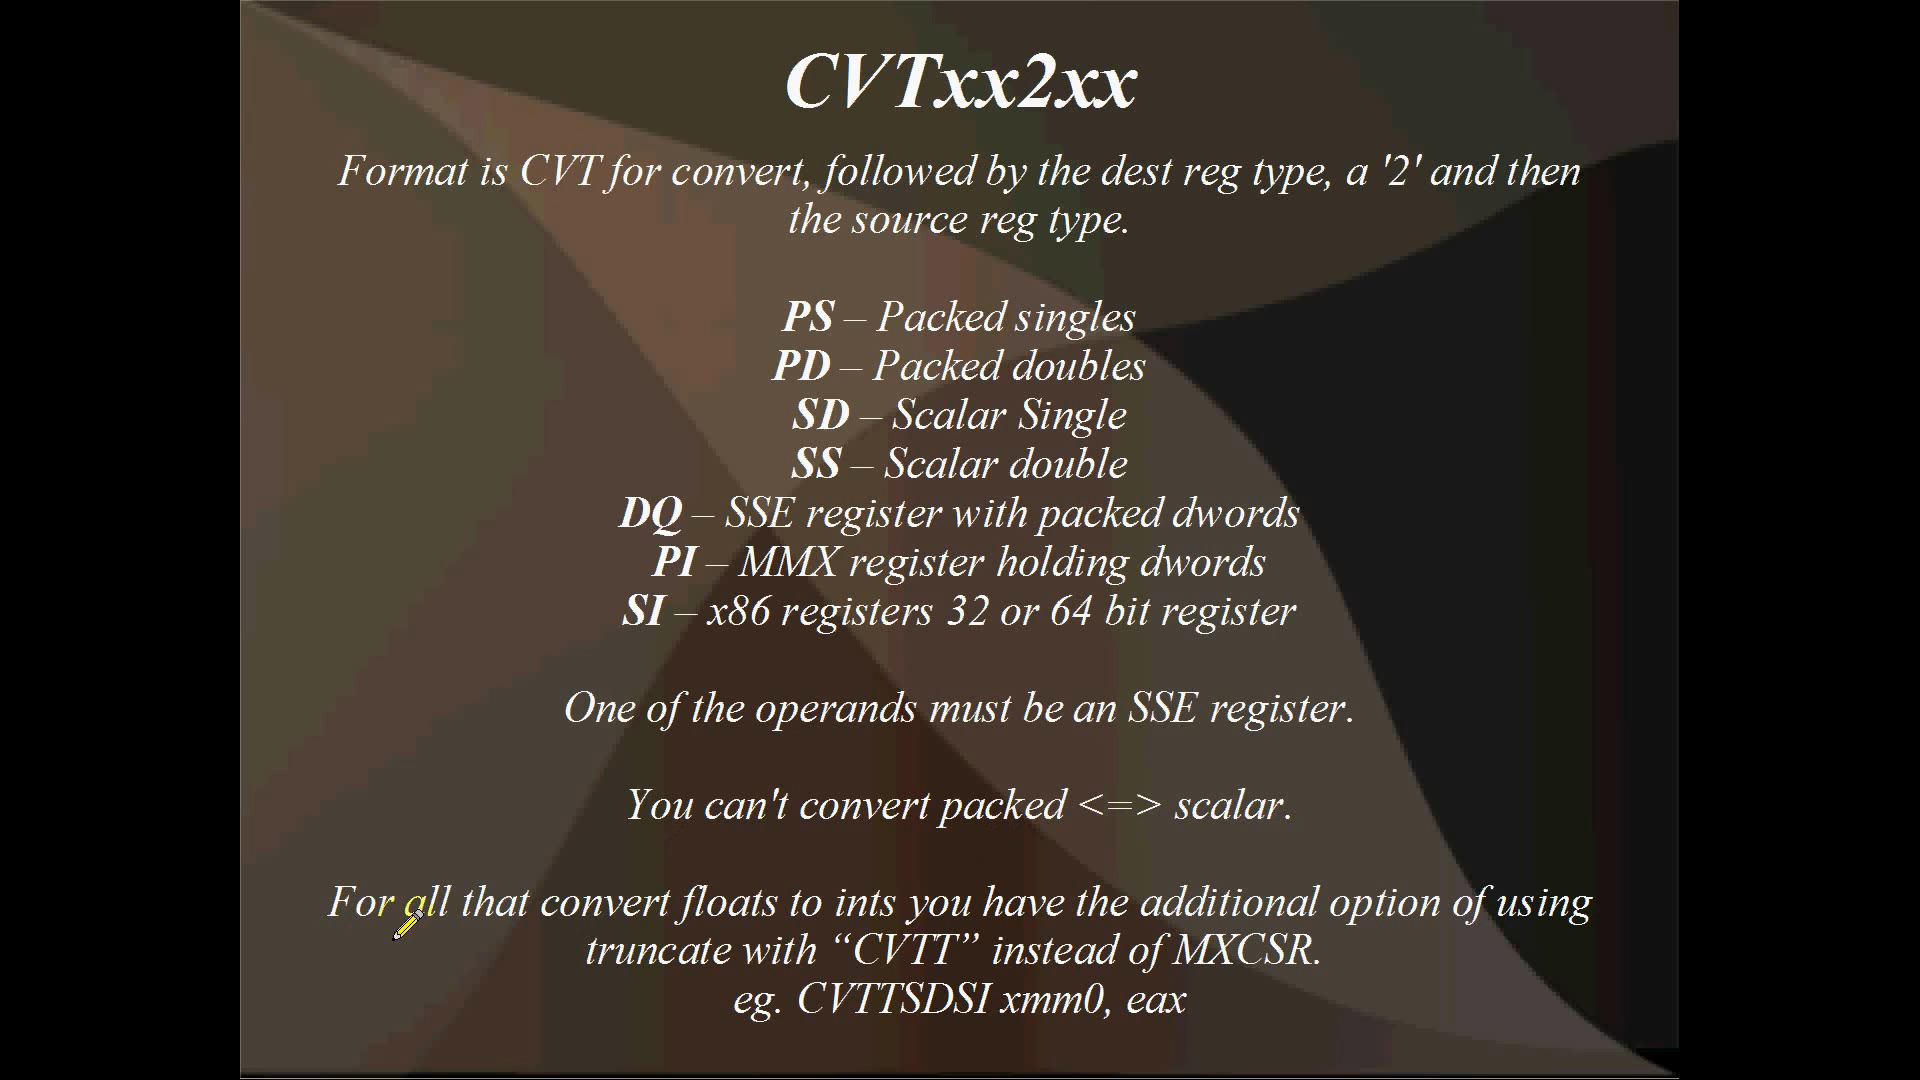 CVTxx2xx
Format is CVT for convert, followed by the dest reg type, a '2' and then
the source reg type.
PS – Packed singles
PD – Packed doubles
SD – Scalar Single
SS – Scalar double
DQ – SSE register with packed dwords
PI – MMX register holding dwords
SI – x86 registers 32 or 64 bit register
One of the operands must be an SSE register.
You can't convert packed <=> scalar.
For all that convert floats to ints you have the additional option of using
truncate with “CVTT” instead of MXCSR.
eg. CVTTSDSI xmm0, eax